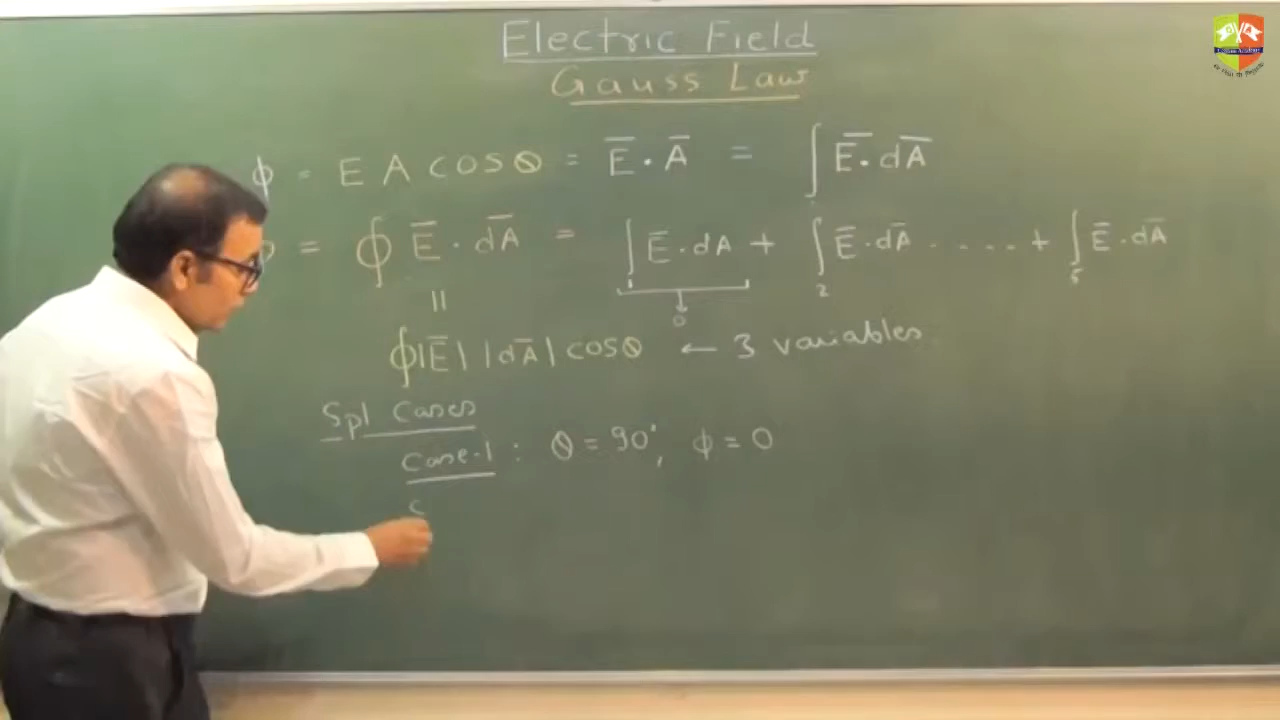 Electric Field
Gauss Law
ϕ = E A cos θ = E̅ · A̅ = ∫ E̅ · dA̅
ϕ = ∮ E̅ · dA̅ = ∫₁ E̅ · dA + ∫₂ E̅ · dA̅ ..... + ∫₅ E̅ · dA̅
|| ↓ 0
∮ |E̅| |dA̅| cos θ ← 3 variables
Spl Cases
Case-1 : θ = 90°, ϕ = 0
c